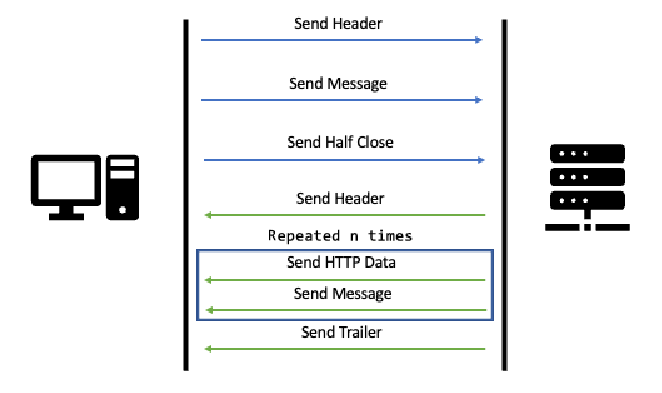 Send Header
Send Message
Send Half Close
Send Header
Repeated n times
Send HTTP Data
Send Message
Send Trailer